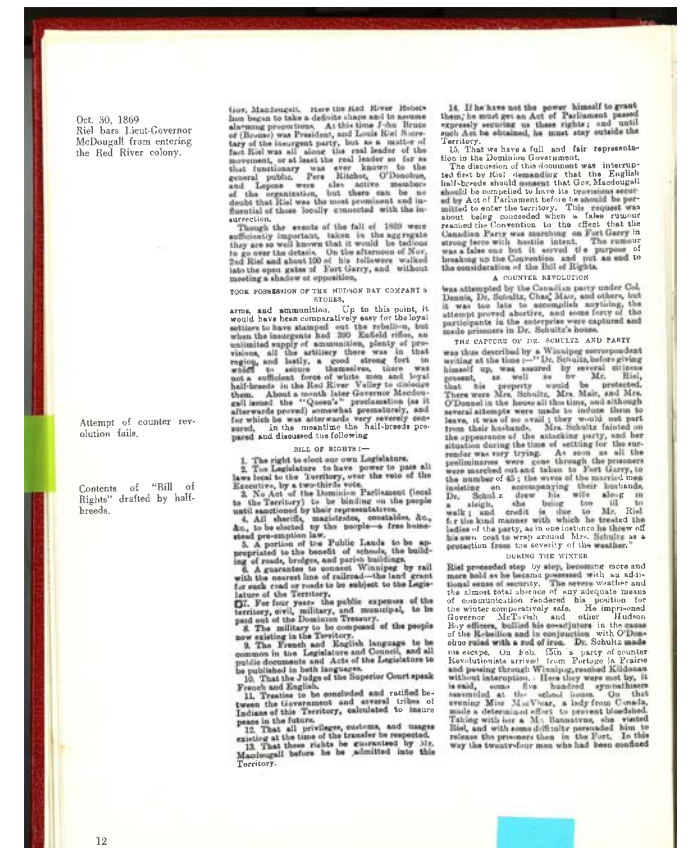 Oct. 30, 1869
Riel bars Lieut-Governor
McDougall from entering
the Red River colony.
Attempt of counter rev-
olution fails.
Contents of "Bill of
Rights" drafted by half-
breeds.
Gov. Macdougall. Here the Red River Rebel-
lion began to take a definite shape and to assume
alarming proportions. At this time John Bruce
of (Bronse) was President, and Louis Riel Secre-
tary of the insurgent party, but as a matter of
fact Riel was all along the real leader of the
movement, or at least the real leader so far as
that functionary was ever known to the
general public. Pere Kitchot, O'Donohue,
and Lepone were also active members
of the organization, but there can be no
doubt that Riel was the most prominent and in-
fluential of those locally connected with the in-
surrection.
Though the events of the fall of 1869 were
sufficiently important, taken in the aggregate
they are so well known that it would be tedious
to go over the details. On the afternoon of Nov.
2nd Riel and about 100 of his followers walked
into the open gates of Fort Garry, and without
meeting a shadow of opposition,
TOOK POSSESSION OF THE HUDSON BAY COMPANY'S
STORES,
arms, and ammunition. Up to this point, it
would have been comparatively easy for the loyal
settlers to have stamped out the rebellion, but
when the insurgents had 390 Enfield rifles, an
unlimited supply of ammunition, plenty of pro-
visions, all the artillery there was in that
region, and lastly, a good strong fort in
which to secure themselves, there was
not a sufficient force of white men and loyal
half-breeds in the Red River Valley to dislodge
them. About a month later Governor Macdou-
gall issued the "Queen's" proclamation (as it
afterwards proved) somewhat prematurely, and
for which he was afterwards very severely cen-
sured. In the meantime the half-breeds pre-
pared and discussed the following
BILL OF RIGHTS:—
1. The right to elect our own Legislature.
2. The Legislature to have power to pass all
laws local to the Territory, over the veto of the
Executive, by a two-thirds vote.
3. No Act of the Dominion Parliament (local
to the Territory) to be binding on the people
until sanctioned by their representatives.
4. All sheriffs, magistrates, constables, &c.,
&c., to be elected by the people—a free home-
stead pre-emption law.
5. A portion of the Public Lands to be ap-
propriated to the benefit of schools, the build-
ing of roads, bridges, and parish buildings.
6. A guarantee to connect Winnipeg by rail
with the nearest line of railroad—the land grant
for such road or roads to be subject to the Legis-
lature of the Territory.
7. For four years the public expenses of the
territory, civil, military, and municipal, to be
paid out of the Dominion Treasury.
8. The military to be composed of the people
now existing in the Territory.
9. The French and English language to be
common in the Legislature and Council, and all
public documents and Acts of the Legislature to
be published in both languages.
10. That the Judge of the Superior Court speak
French and English.
11. Treaties to be concluded and ratified be-
tween the Government and several tribes of
Indians of this Territory, calculated to insure
peace in the future.
12. That all privileges, customs, and usages
existing at the time of the transfer be respected.
13. That these rights be guaranteed by Mr.
Macdougall before he be admitted into this
Territory.
14. If he have not the power himself to grant
them, he must get an Act of Parliament passed
expressly securing us these rights; and until
such Act be obtained, he must stay outside the
Territory.
15. That we have a full and fair representa-
tion in the Dominion Government.
The discussion of this document was interrup-
ted first by Riel demanding that the English
half-breeds should consent that Gov. Macdougall
should be compelled to have its provisions secur-
ed by Act of Parliament before he should be per-
mitted to enter the territory. This request was
about being conceeded when a false rumour
reached the Convention to the effect that the
Canadian Party was marching on Fort Garry in
strong force with hostile intent. The rumour
was a false one but it served the purpose of
breaking up the Convention and put an end to
the consideration of the Bill of Rights.
A COUNTER REVOLUTION
was attempted by the Canadian party under Col.
Dennis, Dr. Schultz, Chas. Mair, and others, but
it was too late to accomplish anything, the
attempt proved abortive, and some forty of the
participants in the enterprise were captured and
made prisoners in Dr. Schultz's house.
THE CAPTURE OF DR. SCHULTZ AND PARTY
was thus described by a Winnipeg correspondent
writing at the time:—"Dr. Schultz, before giving
himself up, was assured by several citizens
present, as well as by Mr. Riel,
that his property would be protected.
There were Mrs. Schultz, Mrs. Mair, and Mrs.
O'Donnell in the house all the time, and although
several attempts were made to induce them to
leave, it was of no avail; they would not part
from their husbands. Mrs. Schultz fainted on
the appearance of the attacking party, and her
situation during the time of settling for the sur-
render was very trying. As soon as all the
preliminaries were gone through the prisoners
were marched out and taken to Fort Garry, to
the number of 45; the wives of the married men
insisting on accompanying their husbands.
Dr. Schultz drew his wife along in
a sleigh, she being too ill to
walk; and credit is due to Mr. Riel
for the kind manner with which he treated the
ladies of the party, as in one instance he threw off
his own coat to wrap around Mrs. Schultz as a
protection from the severity of the weather."
DURING THE WINTER
Riel proceeded step by step, becoming more and
more bold as he became possessed with an addi-
tional sense of security. The severe weather and
the almost total absence of any adequate means
of communication rendered his position for
the winter comparatively safe. He imprisoned
Governor McTavish and other Hudson
Bay officers, bullied his co-adjutors in the cause
of the Rebellion and in conjunction with O'Don-
ohue ruled with a rod of iron. Dr. Schultz made
his escape. On Feb. 15th a party of counter
Revolutionists arrived from Portage la Prairie
and passing through Winnipeg, reached Kildonan
without interuption. Here they were met by, it
is said, some five hundred sympathisers
assembled at the school house. On that
evening Miss MacVicar, a lady from Canada,
made a determined effort to prevent bloodshed.
Taking with her a Mr. Bannatyne, she visited
Riel, and with some difficulty persuaded him to
release the prisoners then in the Fort. In this
way the twenty-four men who had been confined
12